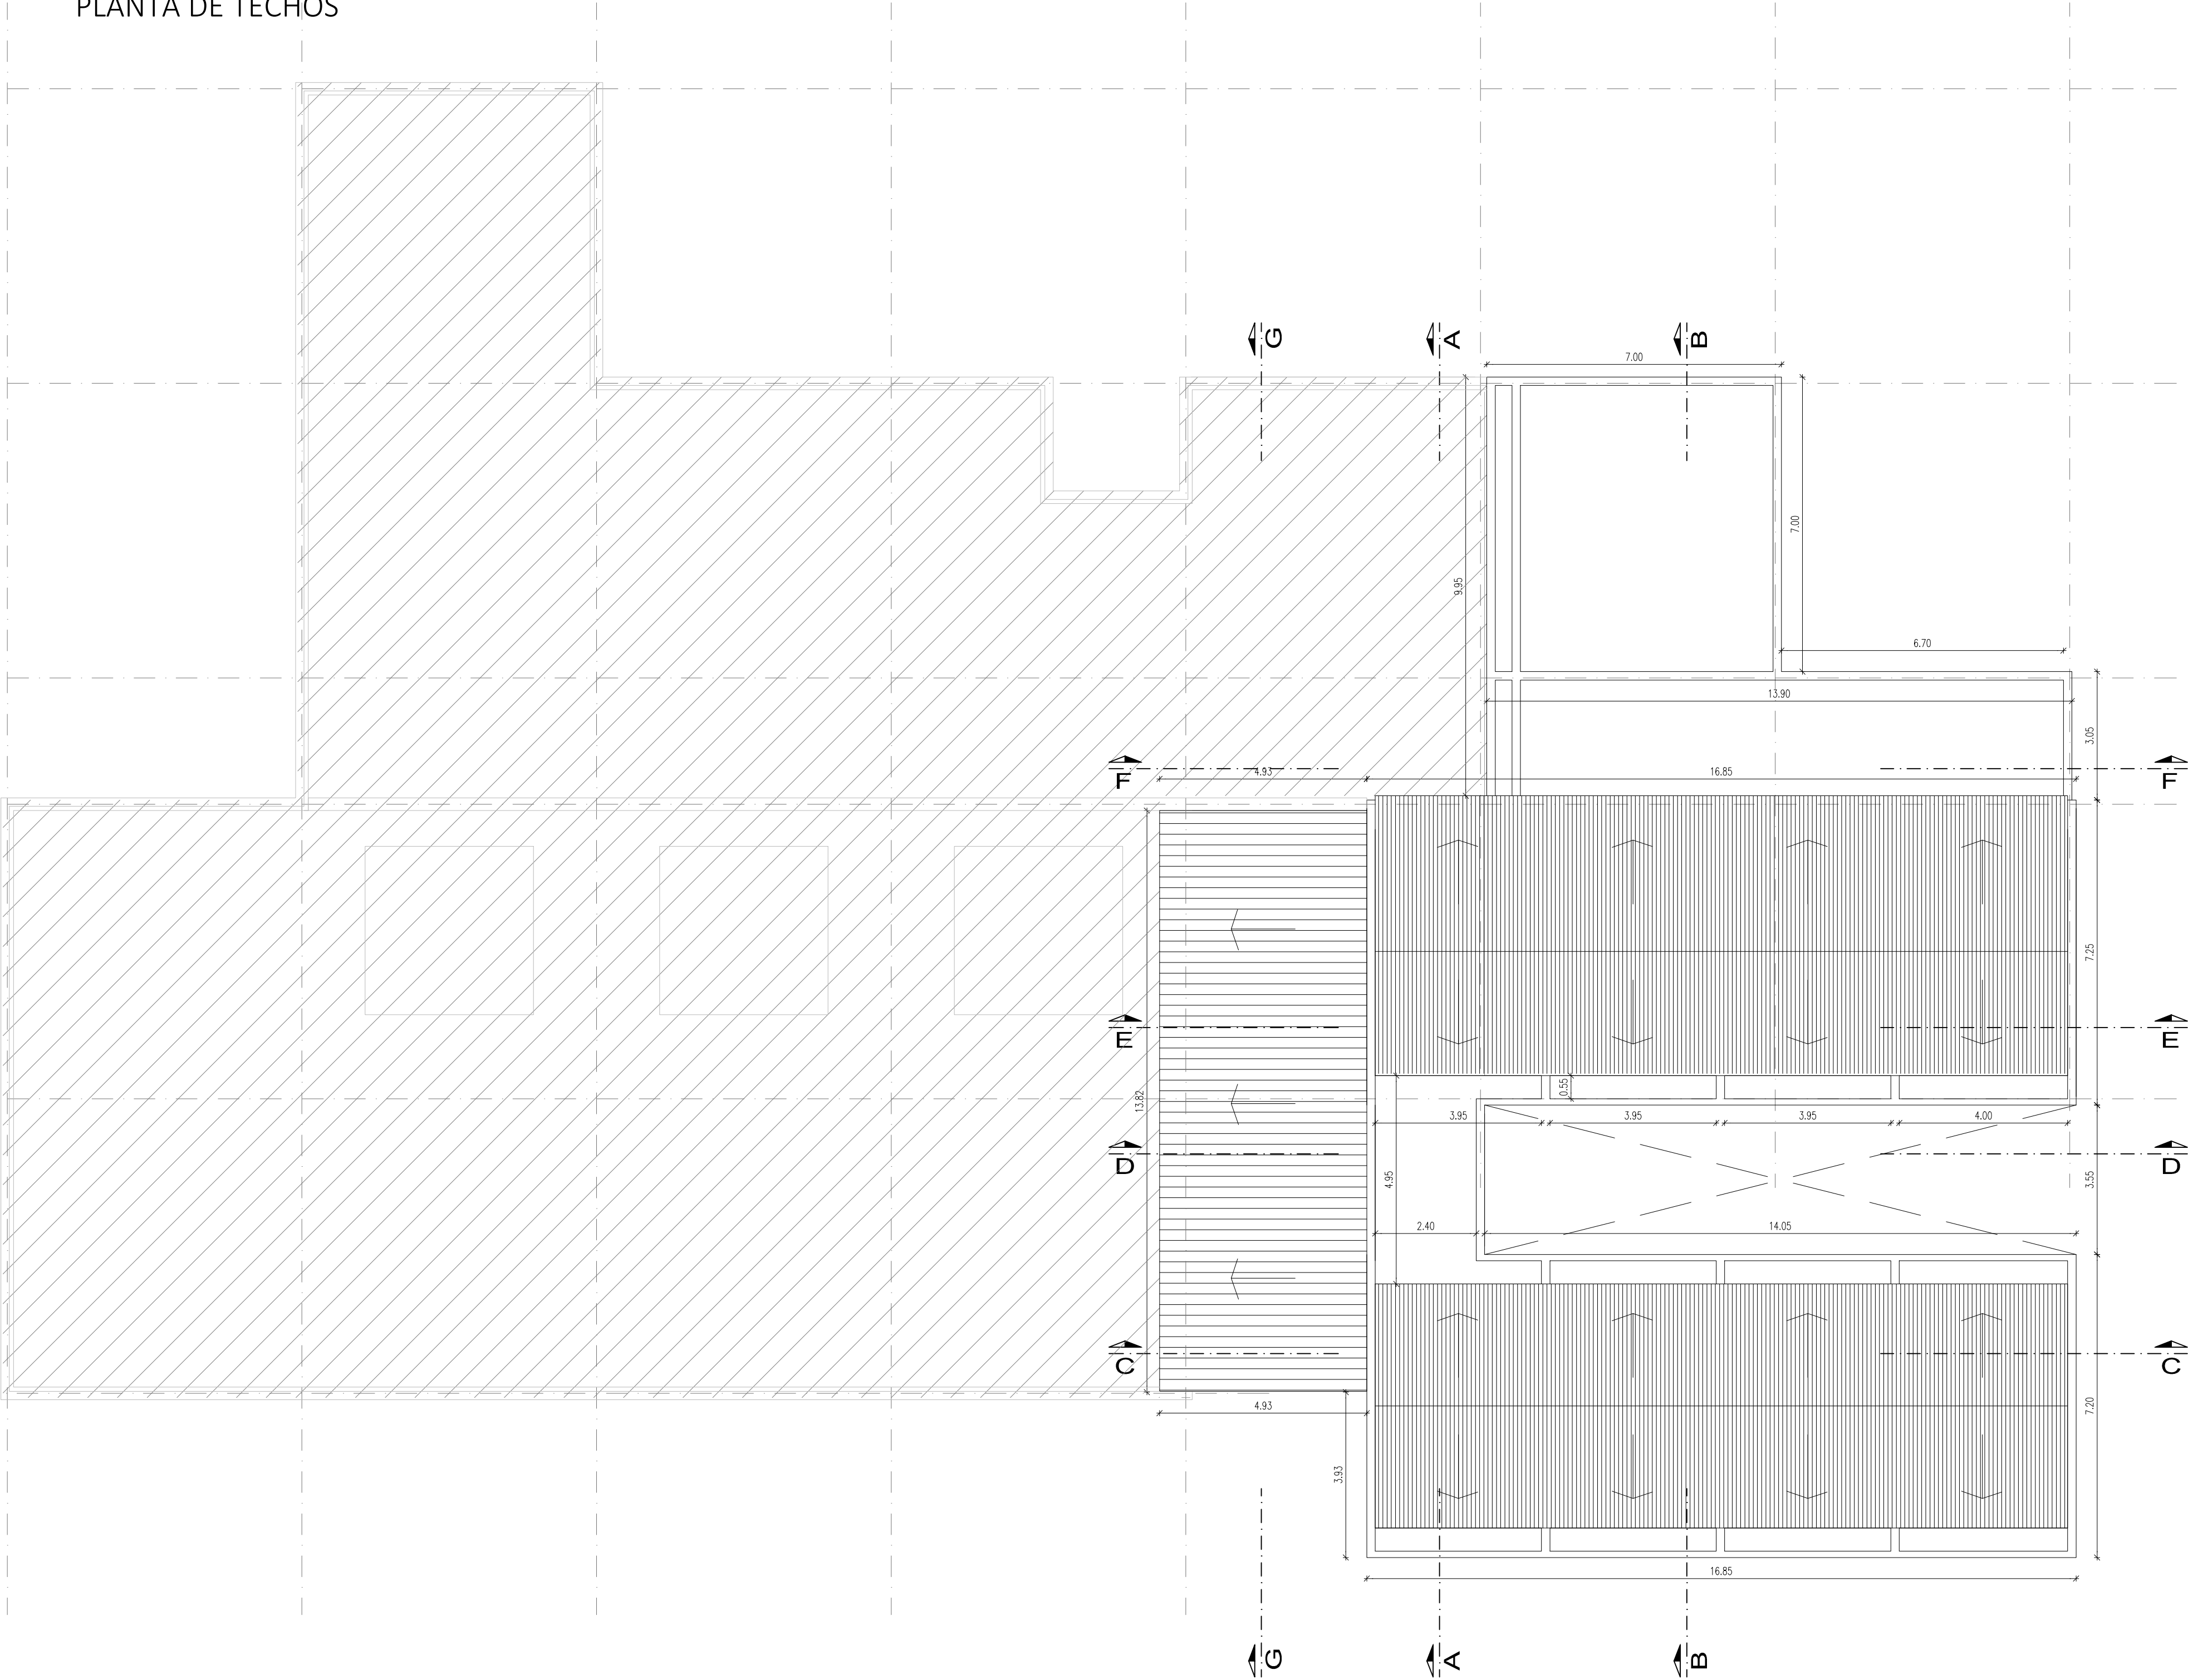 PLANTA DE TECHOS
G
A
B
7.00
7.00
9.95
6.70
13.90
3.05
F
4.93
16.85
F
7.25
E
E
0.55
13.82
3.95
3.95
3.95
4.00
D
D
4.95
3.55
2.40
14.05
C
C
4.93
7.20
3.93
16.85
G
A
B